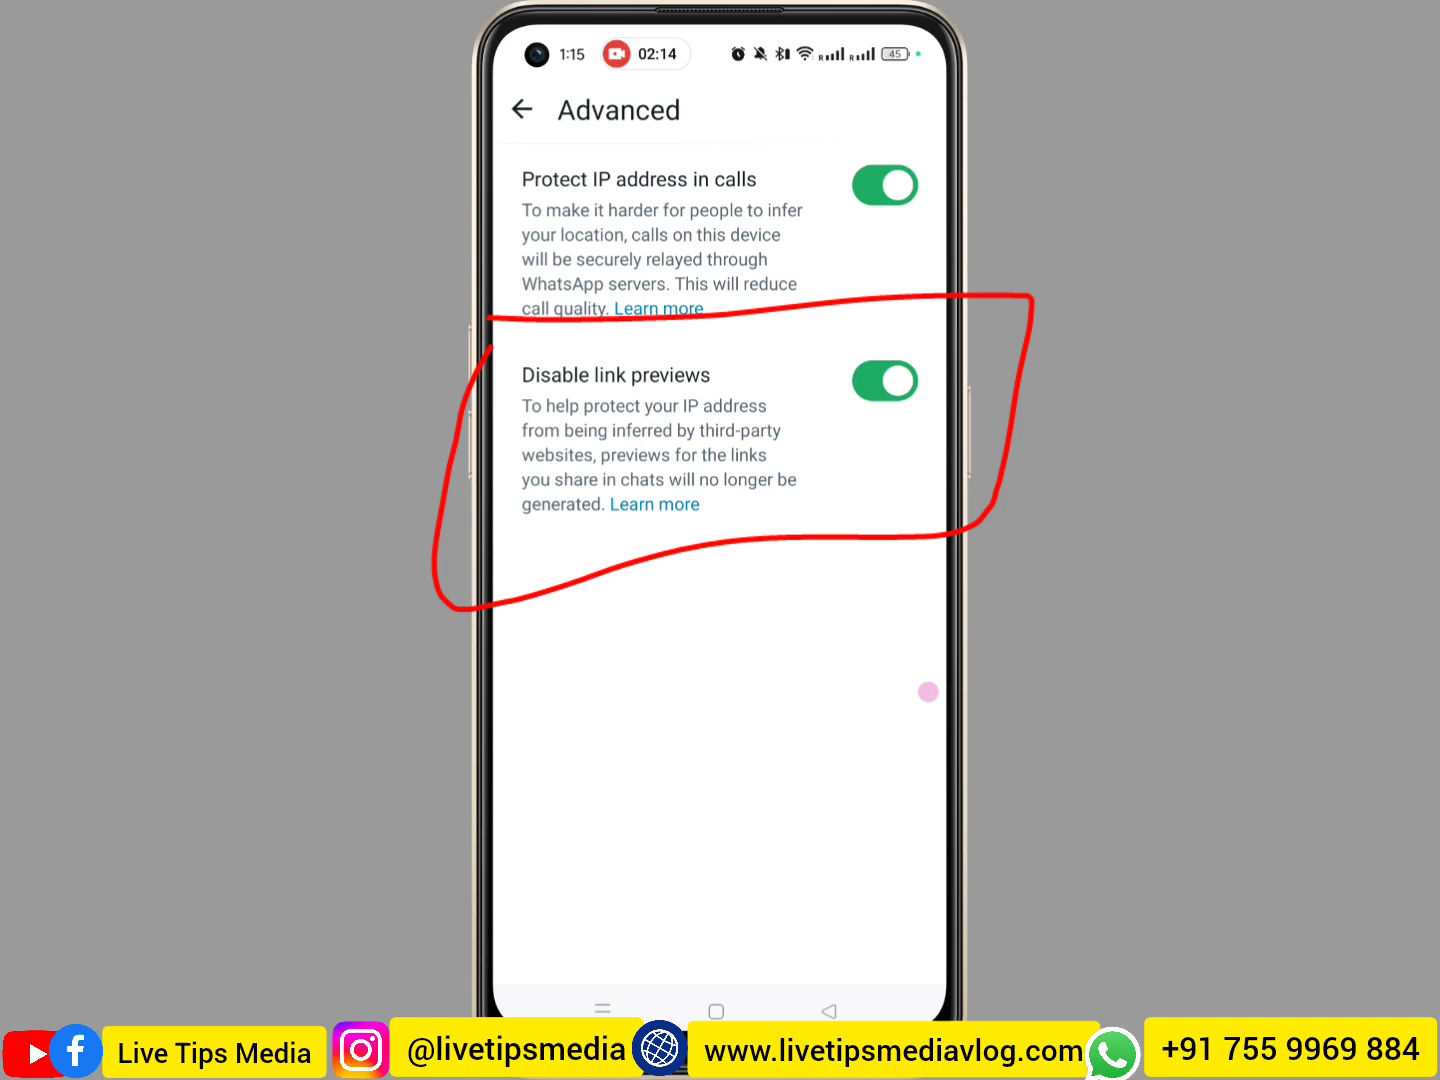 1:15 02:14 45
Advanced
Protect IP address in calls
To make it harder for people to infer
your location, calls on this device
will be securely relayed through
WhatsApp servers. This will reduce
call quality. Learn more
Disable link previews
To help protect your IP address
from being inferred by third-party
websites, previews for the links
you share in chats will no longer be
generated. Learn more
Live Tips Media @livetipsmedia www.livetipsmediavlog.com +91 755 9969 884